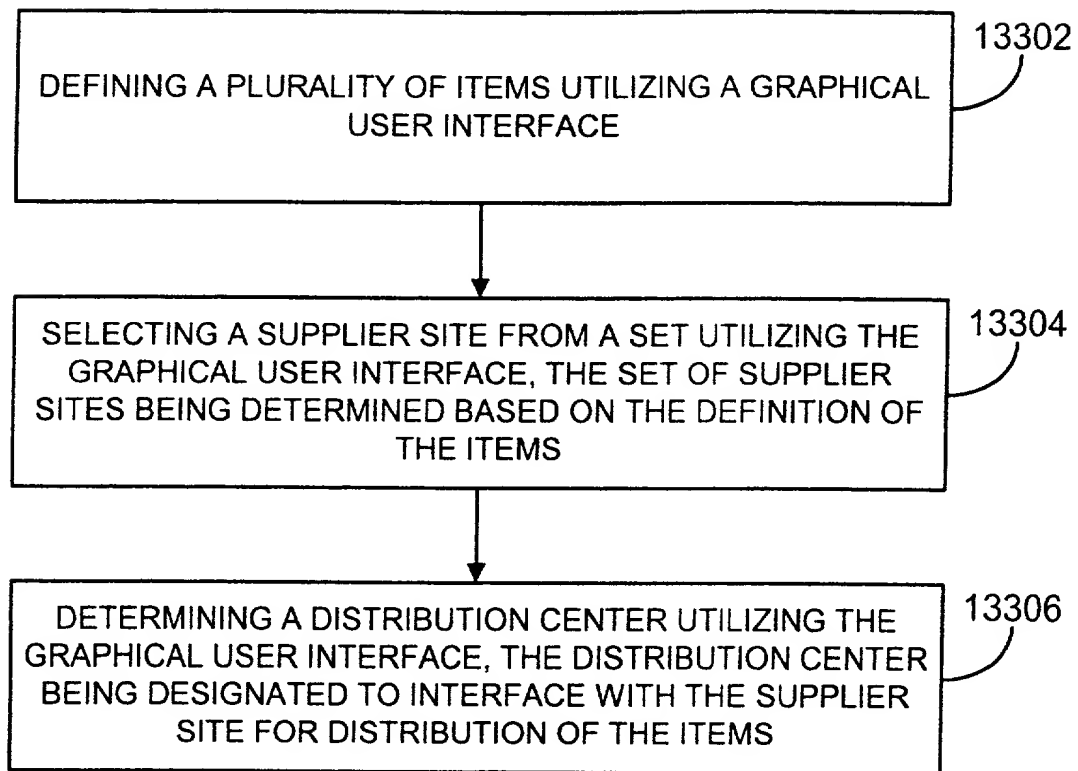 13302
DEFINING A PLURALITY OF ITEMS UTILIZING A GRAPHICAL
USER INTERFACE
13304
SELECTING A SUPPLIER SITE FROM A SET UTILIZING THE
GRAPHICAL USER INTERFACE, THE SET OF SUPPLIER
SITES BEING DETERMINED BASED ON THE DEFINITION OF
THE ITEMS
13306
DETERMINING A DISTRIBUTION CENTER UTILIZING THE
GRAPHICAL USER INTERFACE, THE DISTRIBUTION CENTER
BEING DESIGNATED TO INTERFACE WITH THE SUPPLIER
SITE FOR DISTRIBUTION OF THE ITEMS